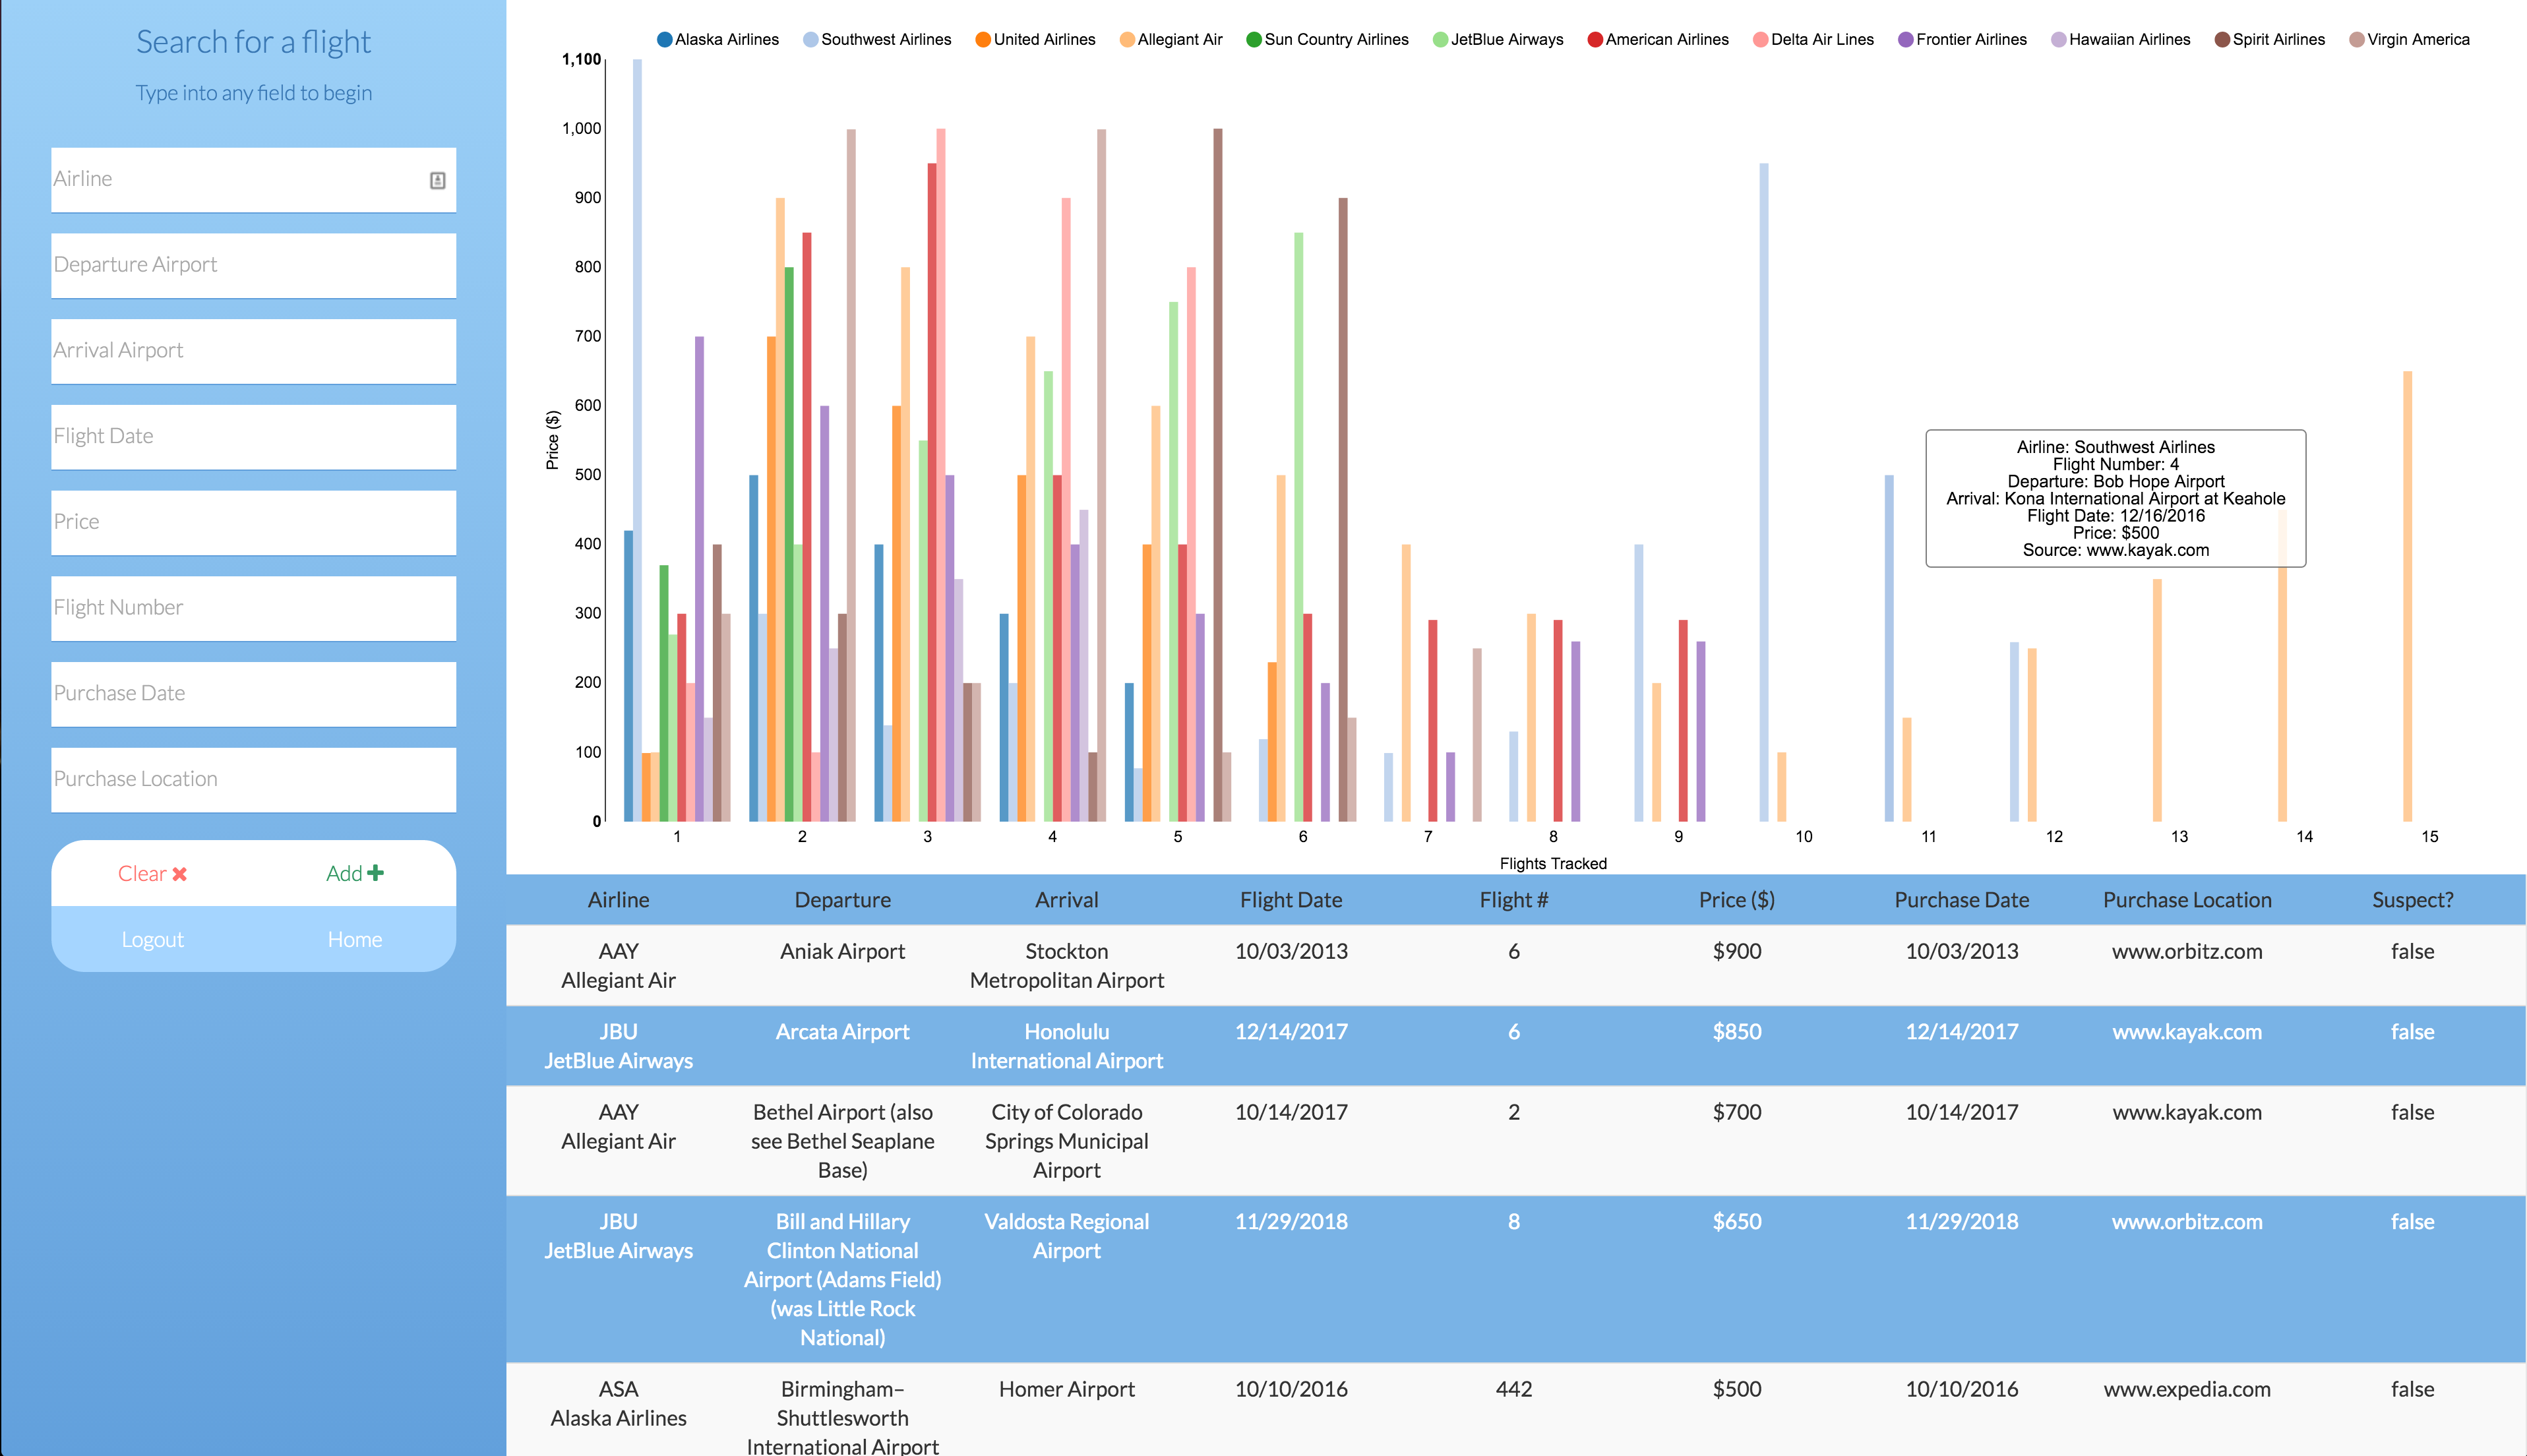 Search for a flight
Type into any field to begin
Airline
Departure Airport
Arrival Airport
Flight Date
Price
Flight Number
Purchase Date
Purchase Location
Clear
Add
Logout
Home
Alaska Airlines
Southwest Airlines
United Airlines
Allegiant Air
Sun Country Airlines
JetBlue Airways
American Airlines
Delta Air Lines
Frontier Airlines
Hawaiian Airlines
Spirit Airlines
Virgin America
Price ($)
1,100
1,000
900
800
700
600
500
400
300
200
100
0
Airline: Southwest Airlines
Flight Number: 4
Departure: Bob Hope Airport
Arrival: Kona International Airport at Keahole
Flight Date: 12/16/2016
Price: $500
Source: www.kayak.com
1 2 3 4 5 6 7 8 9 10 11 12 13 14 15
Flights Tracked
Airline Departure Arrival Flight Date Flight # Price ($) Purchase Date Purchase Location Suspect?
AAY Aniak Airport Stockton 10/03/2013 6 $900 10/03/2013 www.orbitz.com false
Allegiant Air Metropolitan Airport
JBU Arcata Airport Honolulu 12/14/2017 6 $850 12/14/2017 www.kayak.com false
JetBlue Airways International Airport
AAY Bethel Airport (also City of Colorado 10/14/2017 2 $700 10/14/2017 www.kayak.com false
Allegiant Air see Bethel Seaplane Springs Municipal
Base) Airport
JBU Bill and Hillary Valdosta Regional 11/29/2018 8 $650 11/29/2018 www.orbitz.com false
JetBlue Airways Clinton National Airport
Airport (Adams Field)
(was Little Rock
National)
ASA Birmingham– Homer Airport 10/10/2016 442 $500 10/10/2016 www.expedia.com false
Alaska Airlines Shuttlesworth
International Airport